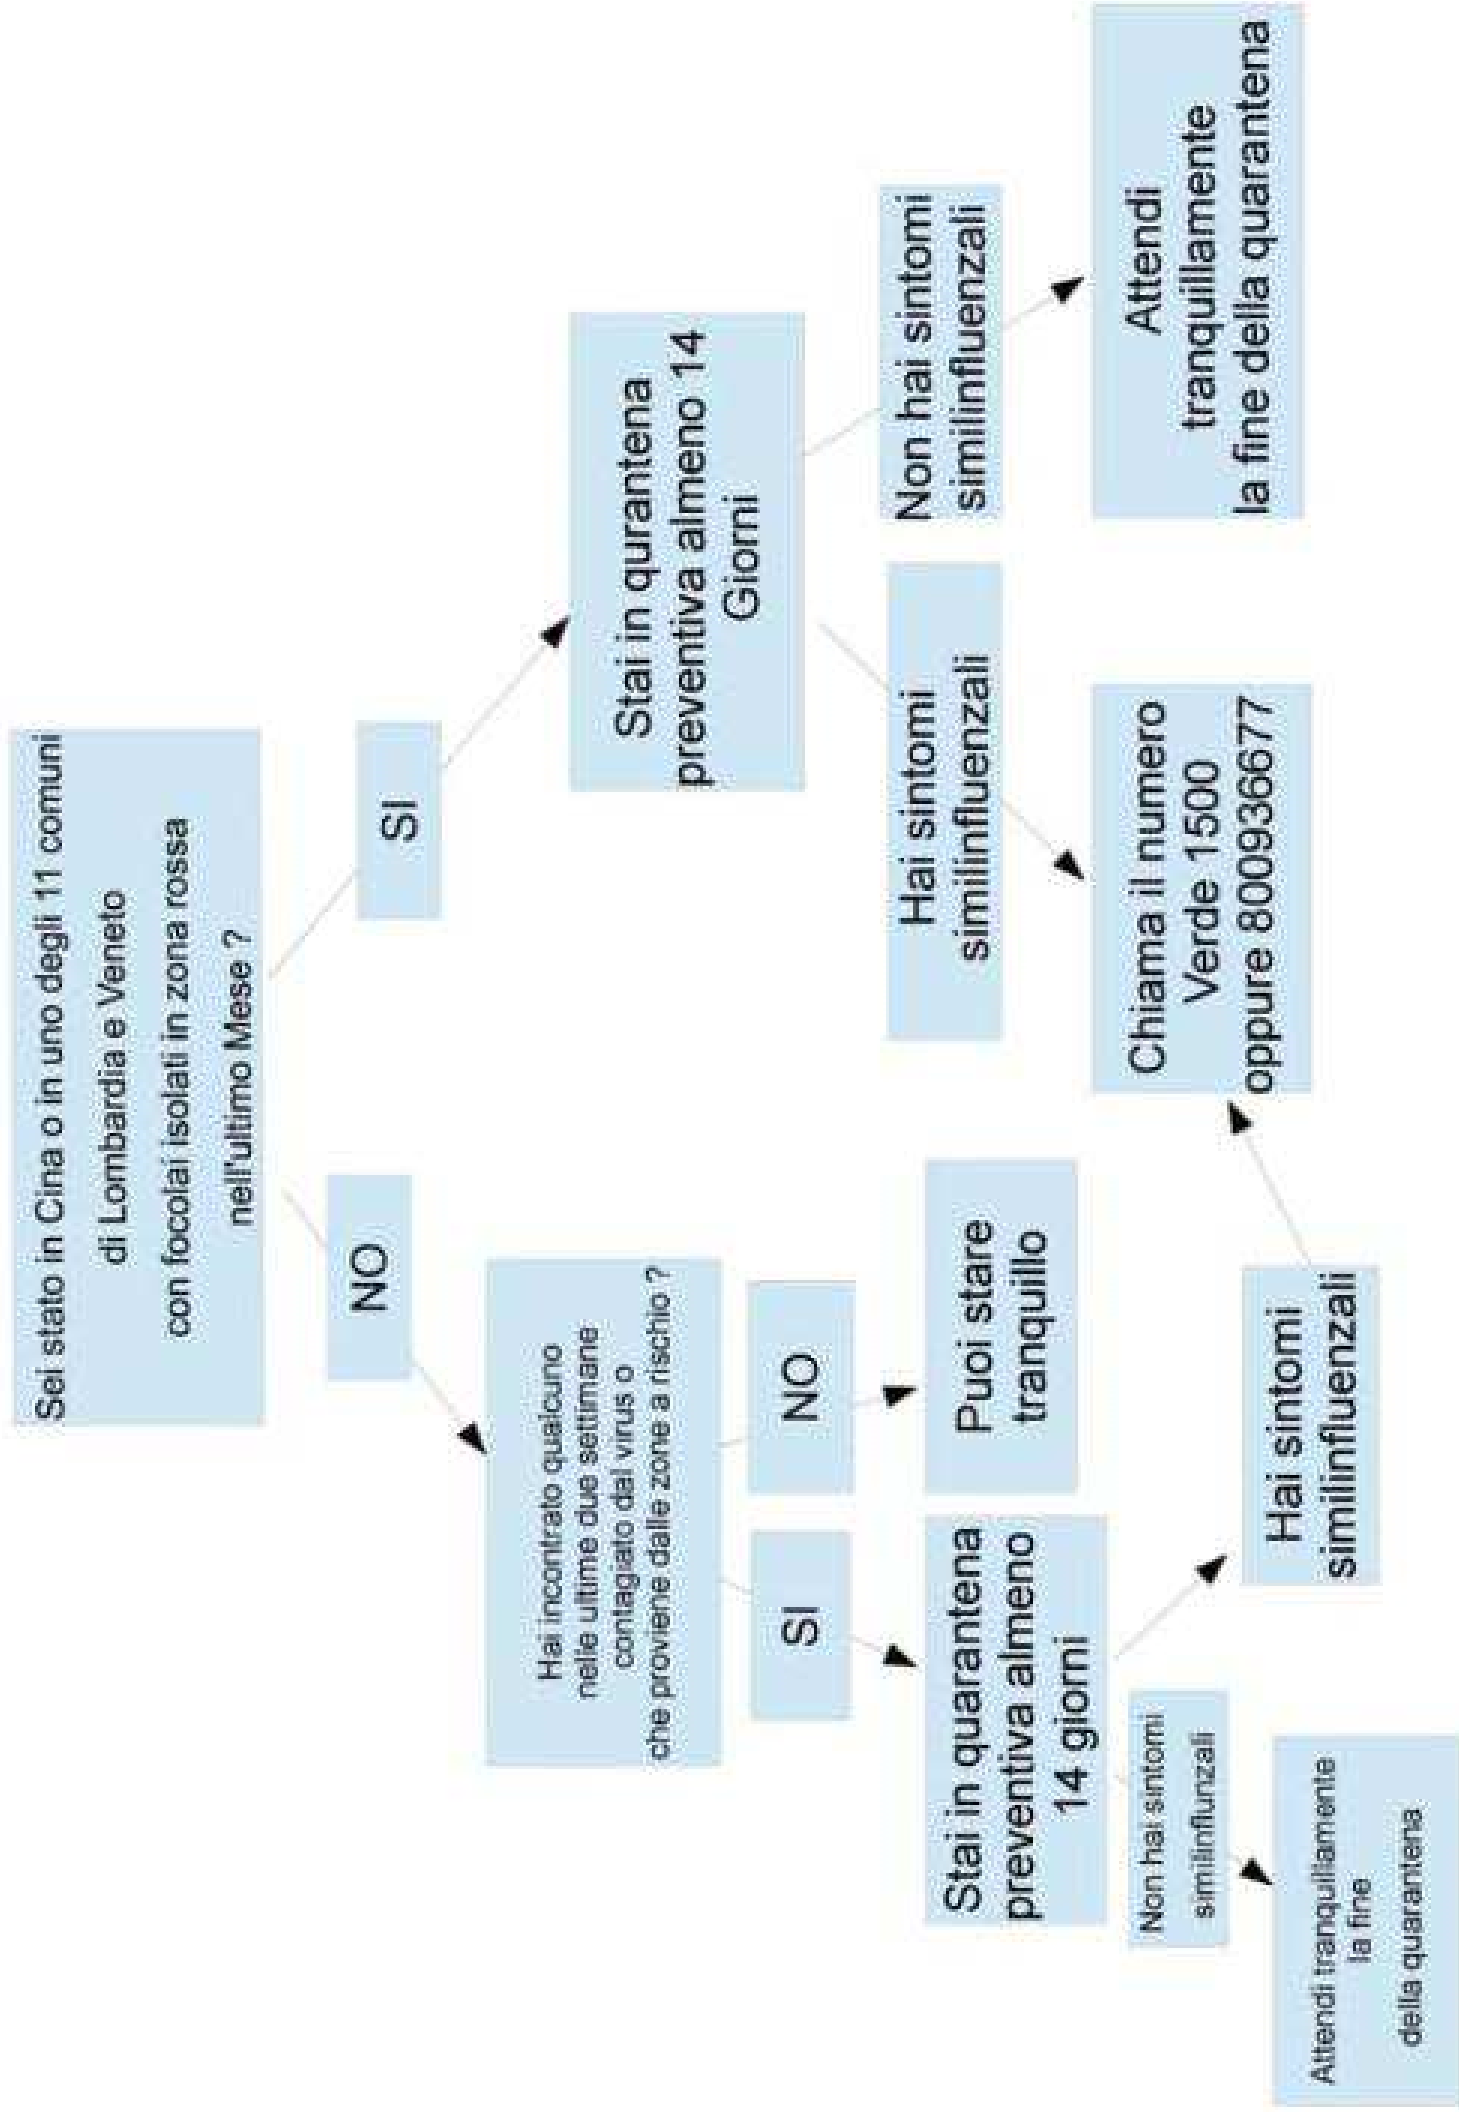 Sei stato in Cina o in uno degli 11 comuni
di Lombardia e Veneto
con focolai isolati in zona rossa
nell'ultimo Mese ?
NO
SI
Hai incontrato qualcuno
nelle ultime due settimane
contagiato dal virus o
che proviene dalle zone a rischio ?
Stai in qurantena
preventiva almeno 14
Giorni
SI
NO
Hai sintomi
similinfluenzali
Non hai sintomi
similinfluenzali
Stai in quarantena
preventiva almeno
14 giorni
Puoi stare
tranquillo
Chiama il numero
Verde 1500
oppure 800936677
Attendi
tranquillamente
la fine della quarantena
Non hai sintomi
similinflunzali
Hai sintomi
similinfluenzali
Attendi tranquillamente
la fine
della quarantena